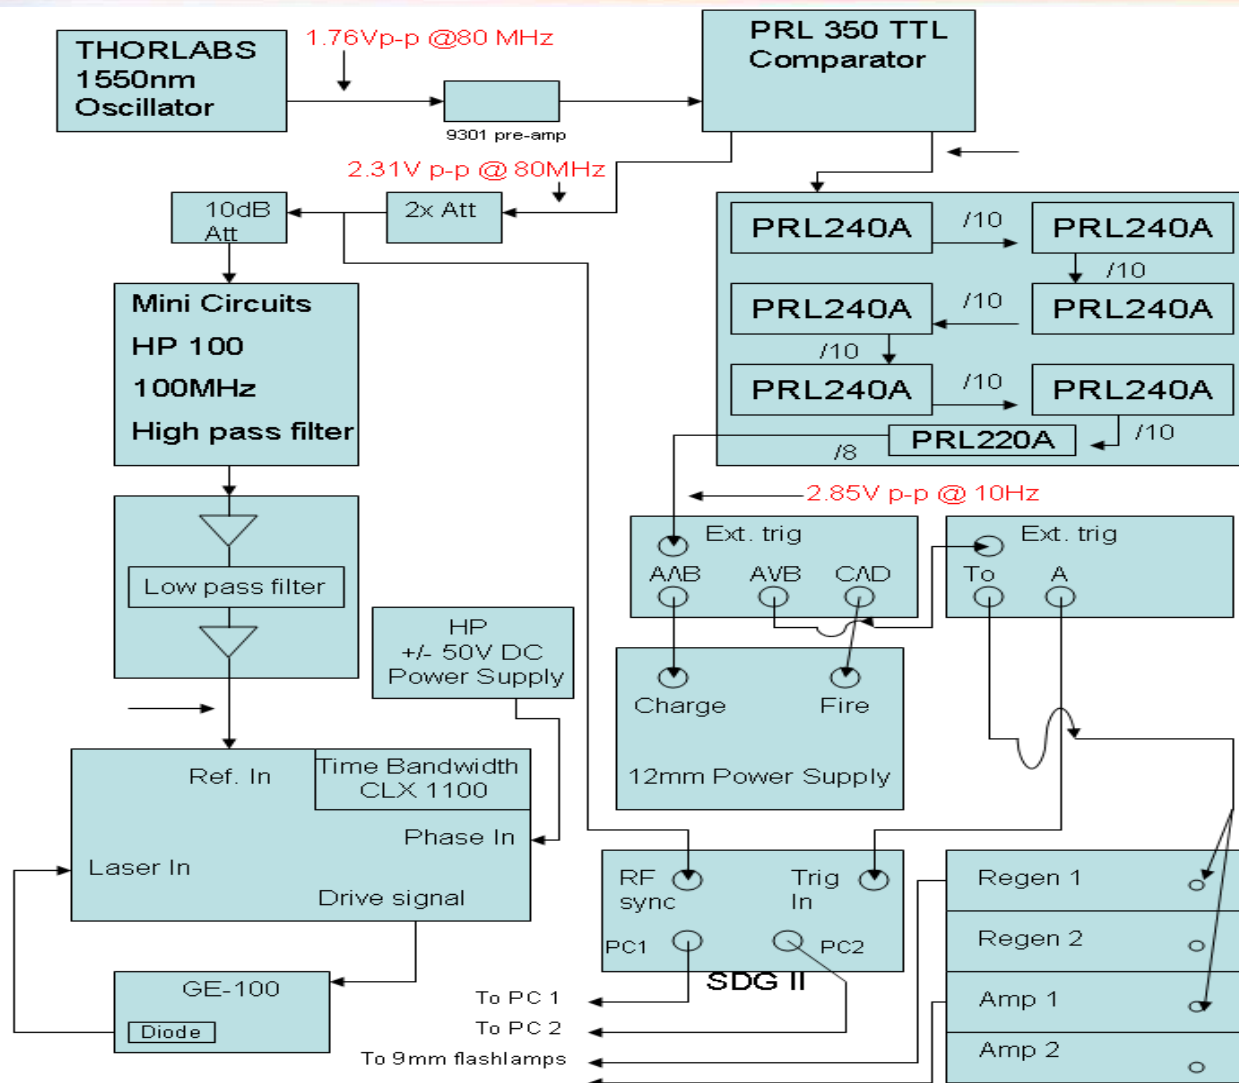 THORLABS
1550nm
Oscillator
1.76Vp-p @80 MHz
9301 pre-amp
PRL 350 TTL
Comparator
2.31V p-p @ 80MHz
10dB
Att
2x Att
PRL240A
/10
PRL240A
/10
PRL240A
/10
PRL240A
/10
PRL240A
/10
PRL240A
/10
PRL220A
/8
Mini Circuits
HP 100
100MHz
High pass filter
2.85V p-p @ 10Hz
Low pass filter
Ext. trig
AΛB
AVB
CΛD
Ext. trig
To
A
HP
+/- 50V DC
Power Supply
Charge
Fire
12mm Power Supply
Ref. In
Time Bandwidth
CLX 1100
Phase In
Laser In
Drive signal
RF
sync
Trig
In
PC1
PC2
SDG II
Regen 1
Regen 2
Amp 1
Amp 2
GE-100
Diode
To PC 1
To PC 2
To 9mm flashlamps